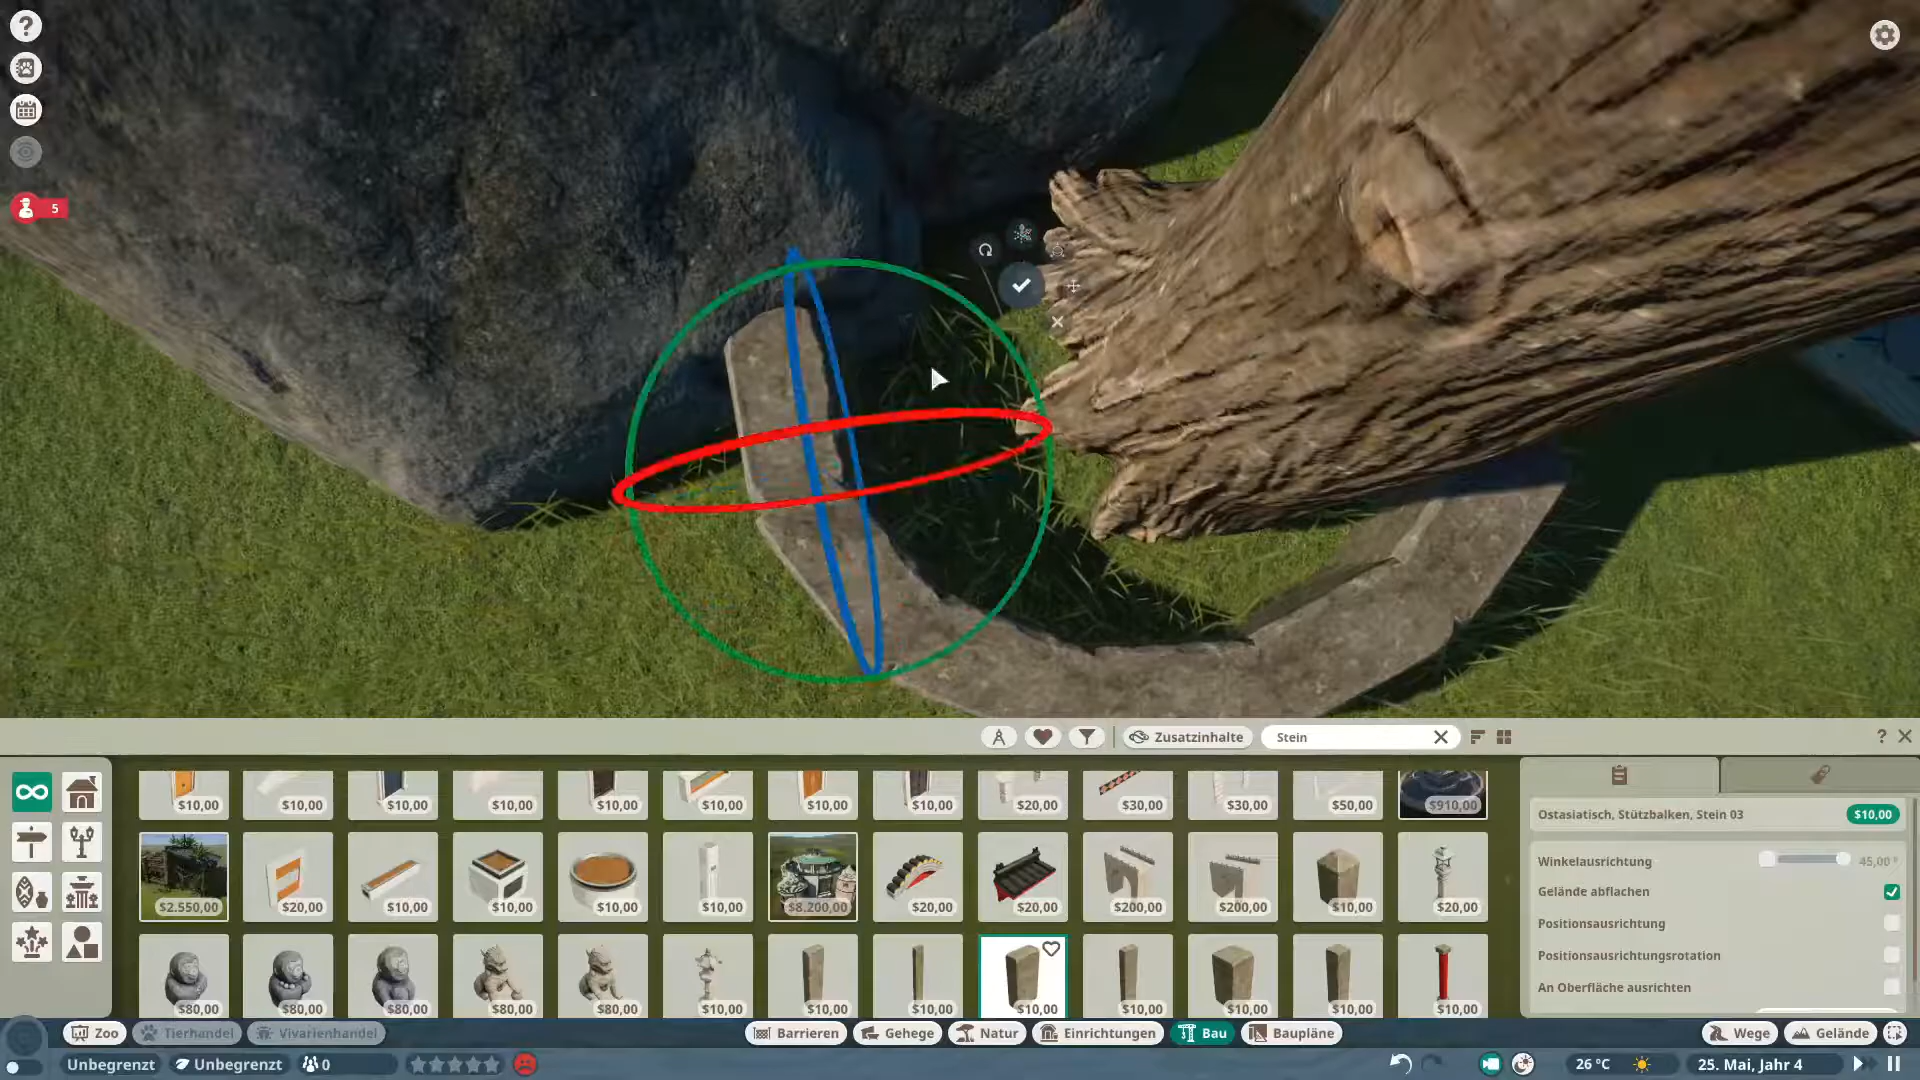 ?
5
Zusatzinhalte
Stein
?
$10,00 $10,00 $10,00 $10,00 $10,00 $10,00 $10,00 $10,00 $20,00 $30,00 $30,00 $50,00 $910,00
$2.550,00 $20,00 $10,00 $10,00 $10,00 $10,00 $8.200,00 $20,00 $20,00 $200,00 $200,00 $10,00 $20,00
$80,00 $80,00 $80,00 $80,00 $80,00 $10,00 $10,00 $10,00 $10,00 $10,00 $10,00 $10,00 $10,00
Ostasiatisch, Stützbalken, Stein 03 $10,00
Winkelausrichtung 45,00 °
Gelände abflachen
Positionsausrichtung
Positionsausrichtungsrotation
An Oberfläche ausrichten
Zoo Tierhandel Vivarienhandel Barrieren Gehege Natur Einrichtungen Bau Baupläne Wege Gelände
Unbegrenzt Unbegrenzt 0 26 °C 25. Mai, Jahr 4